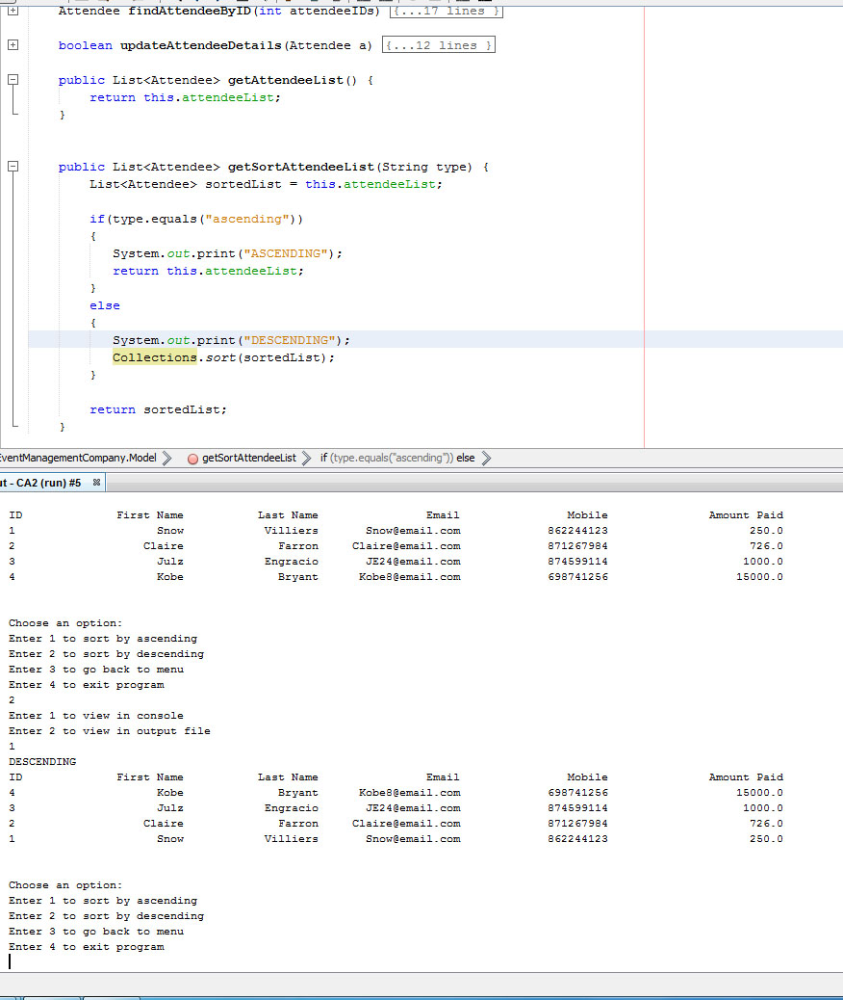 Attendee findAttendeeByID(int attendeeIDs) {...17 lines }
boolean updateAttendeeDetails(Attendee a) {...12 lines }
public List<Attendee> getAttendeeList() {
return this.attendeeList;
}
public List<Attendee> getSortAttendeeList(String type) {
List<Attendee> sortedList = this.attendeeList;
if(type.equals("ascending"))
{
System.out.print("ASCENDING");
return this.attendeeList;
}
else
{
System.out.print("DESCENDING");
Collections.sort(sortedList);
}
return sortedList;
}
EventManagementCompany.Model getSortAttendeeList if (type.equals("ascending")) else
ut - CA2 (run) #5
ID First Name Last Name Email Mobile Amount Paid
1 Snow Villiers Snow@email.com 862244123 250.0
2 Claire Farron Claire@email.com 871267984 726.0
3 Julz Engracio JE24@email.com 874599114 1000.0
4 Kobe Bryant Kobe8@email.com 698741256 15000.0
Choose an option:
Enter 1 to sort by ascending
Enter 2 to sort by descending
Enter 3 to go back to menu
Enter 4 to exit program
2
Enter 1 to view in console
Enter 2 to view in output file
1
DESCENDING
ID First Name Last Name Email Mobile Amount Paid
4 Kobe Bryant Kobe8@email.com 698741256 15000.0
3 Julz Engracio JE24@email.com 874599114 1000.0
2 Claire Farron Claire@email.com 871267984 726.0
1 Snow Villiers Snow@email.com 862244123 250.0
Choose an option:
Enter 1 to sort by ascending
Enter 2 to sort by descending
Enter 3 to go back to menu
Enter 4 to exit program